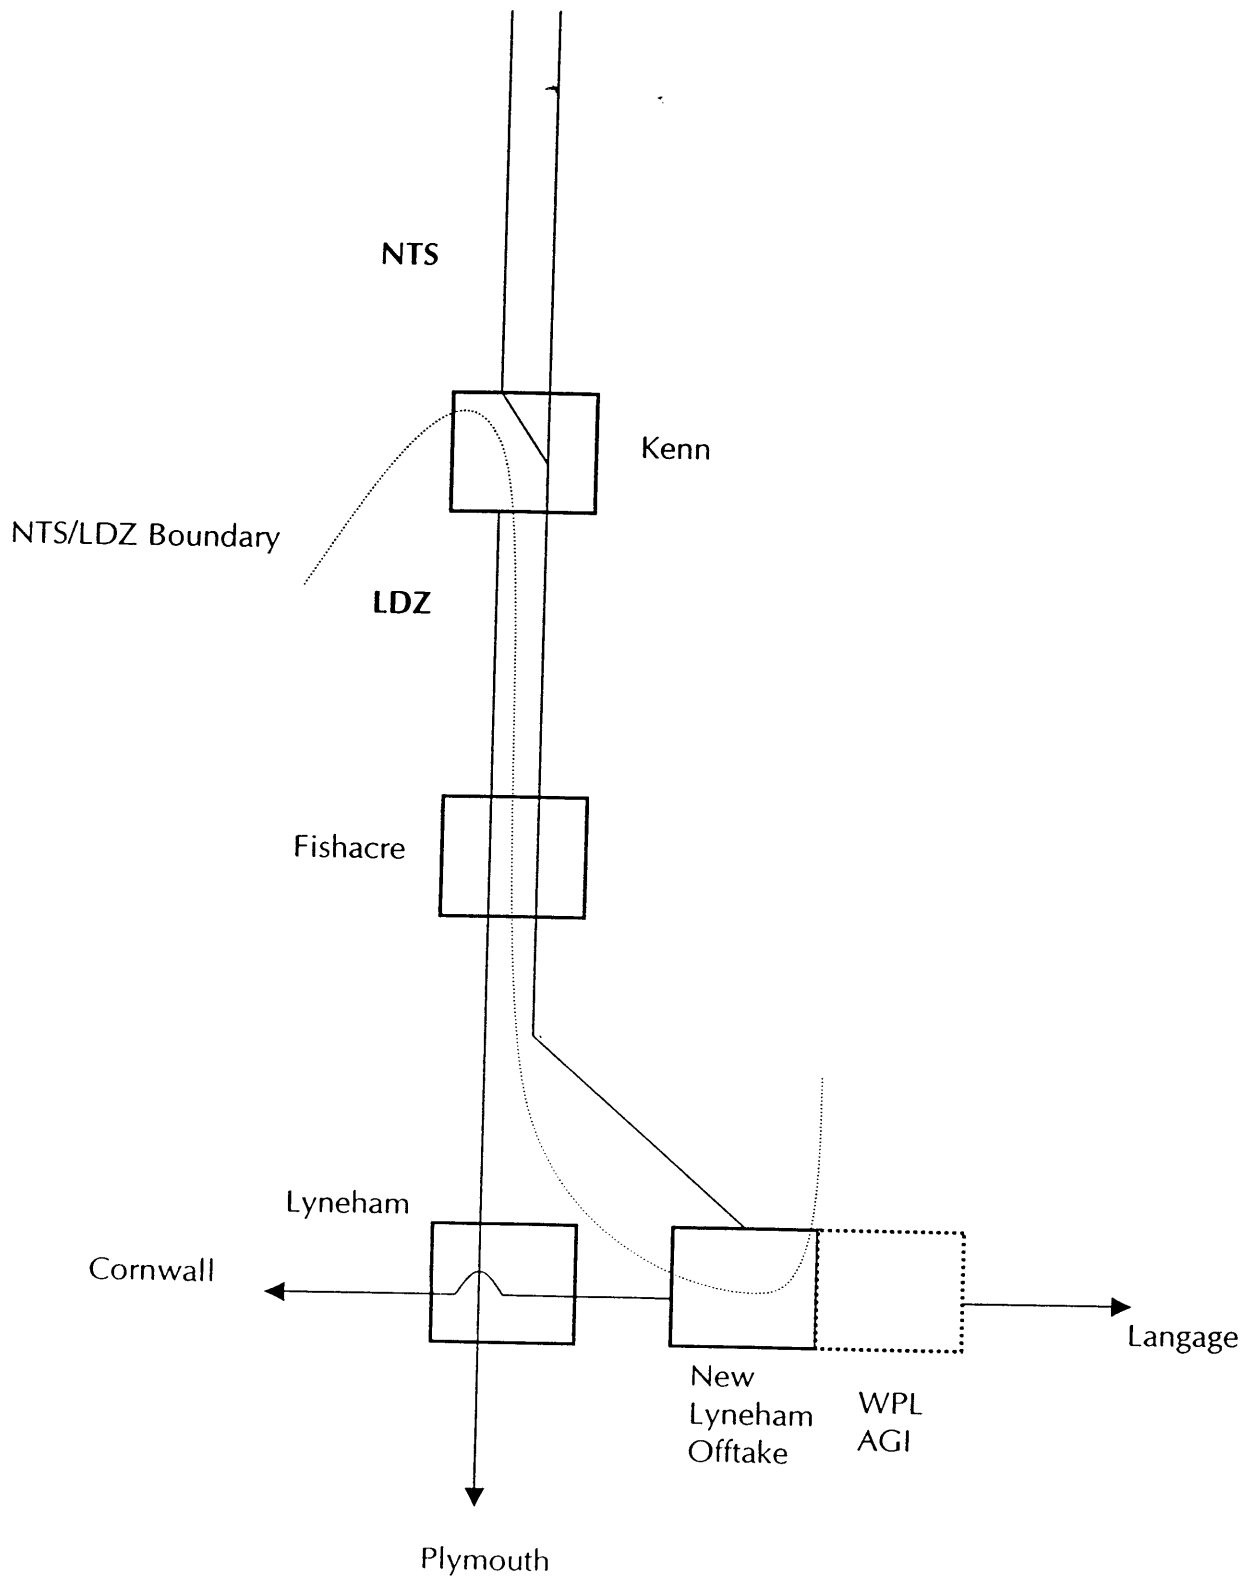 NTS
Kenn
NTS/LDZ Boundary
LDZ
Fishacre
Lyneham
Cornwall
Langage
New
Lyneham
Offtake
WPL
AGI
Plymouth